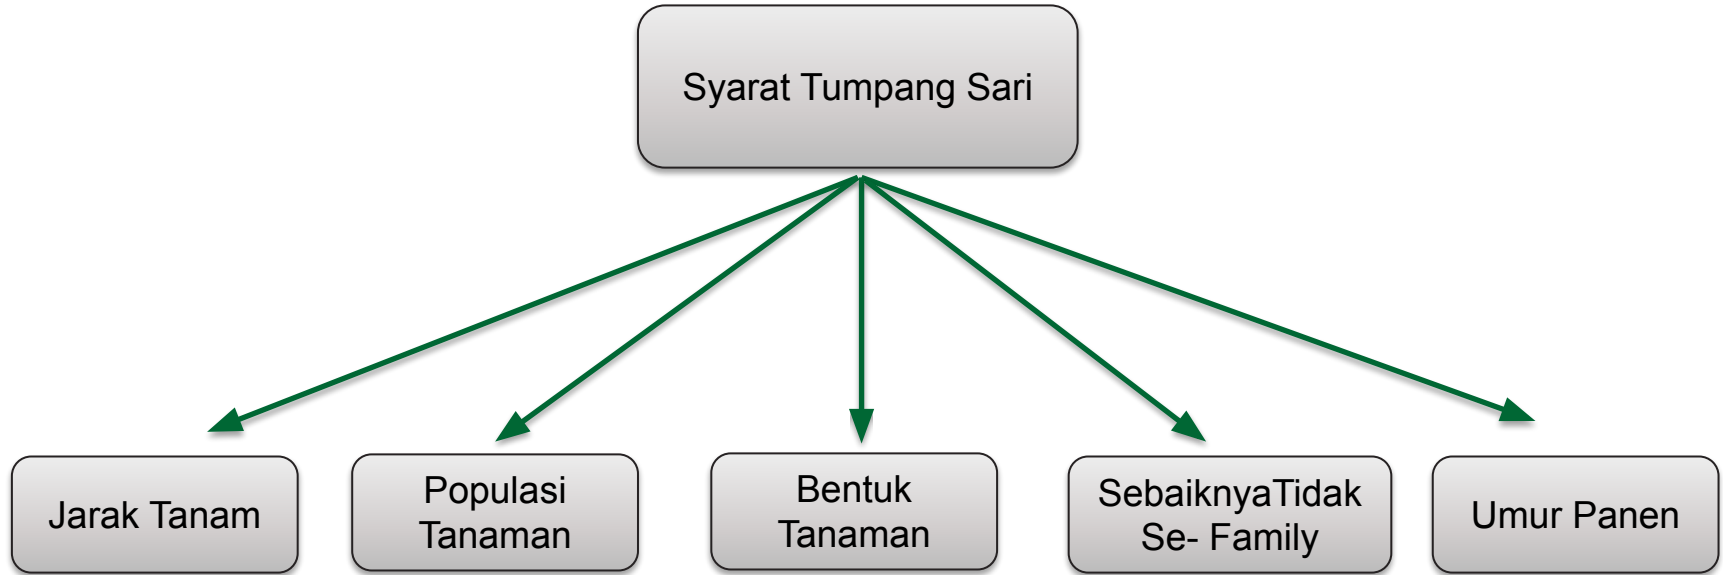 Syarat Tumpang Sari
Jarak Tanam
Populasi
Tanaman
Bentuk
Tanaman
SebaiknyaTidak
Se- Family
Umur Panen